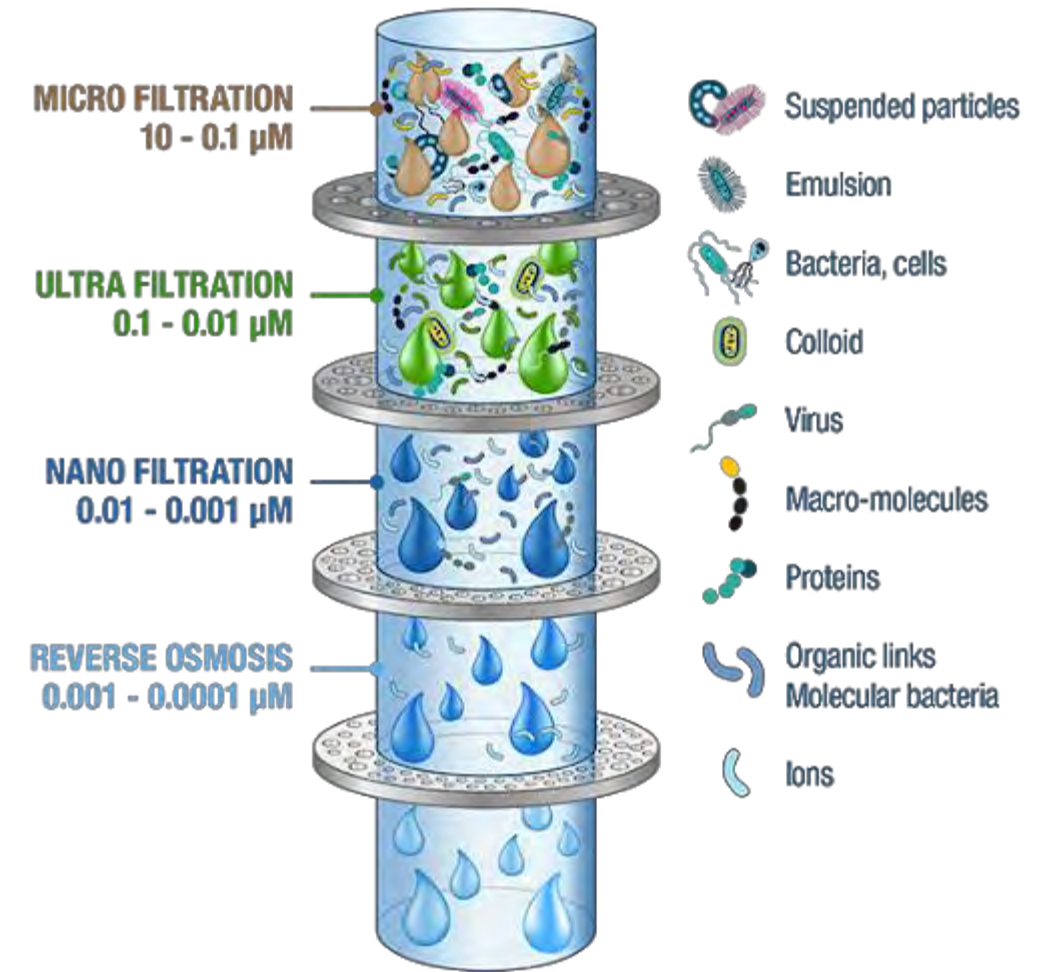 MICRO FILTRATION
10 - 0.1 µM
ULTRA FILTRATION
0.1 - 0.01 µM
NANO FILTRATION
0.01 - 0.001 µM
REVERSE OSMOSIS
0.001 - 0.0001 µM
Suspended particles
Emulsion
Bacteria, cells
Colloid
Virus
Macro-molecules
Proteins
Organic links
Molecular bacteria
Ions